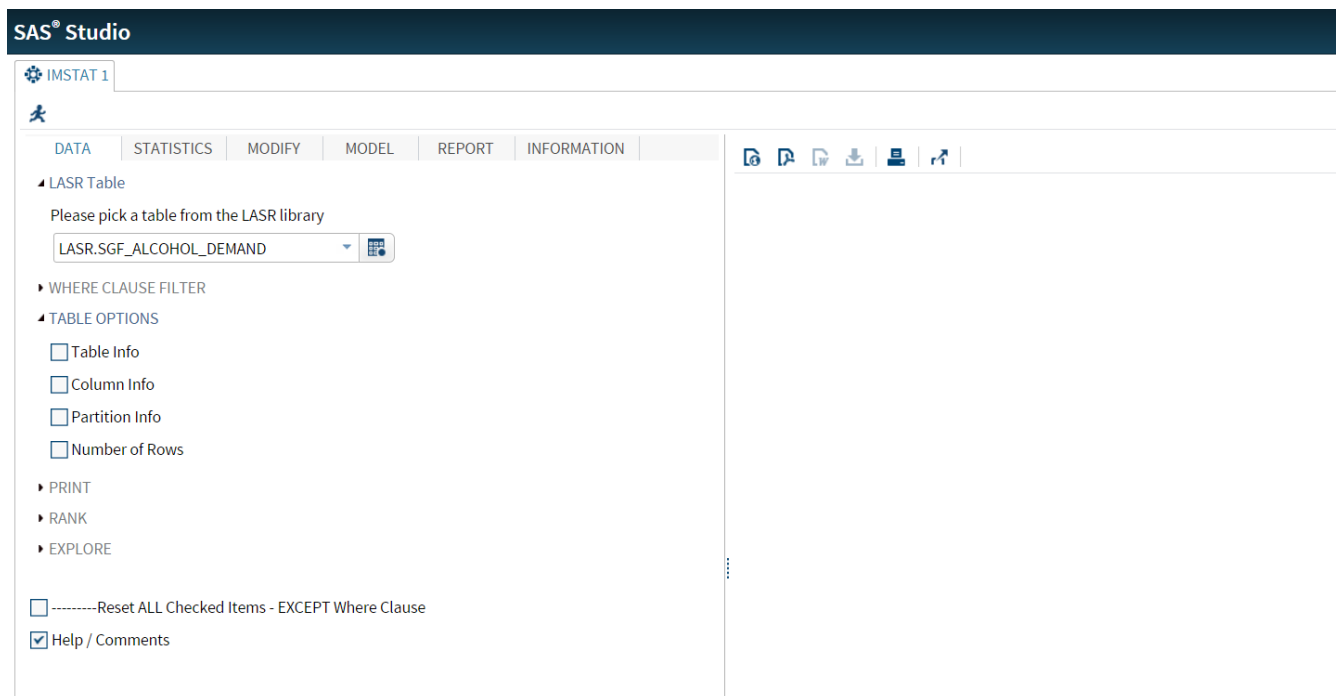 SAS® Studio
IMSTAT 1
DATA STATISTICS MODIFY MODEL REPORT INFORMATION
LASR Table
Please pick a table from the LASR library
LASR.SGF_ALCOHOL_DEMAND
WHERE CLAUSE FILTER
TABLE OPTIONS
Table Info
Column Info
Partition Info
Number of Rows
PRINT
RANK
EXPLORE
---------Reset ALL Checked Items - EXCEPT Where Clause
Help / Comments